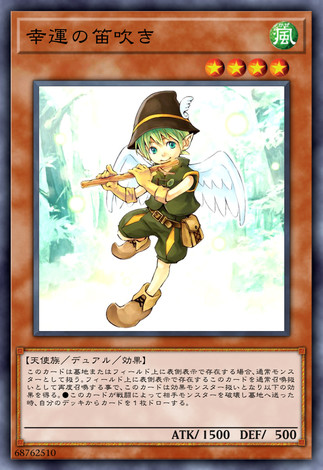 幸運の笛吹き
風
【天使族／デュアル／効果】
このカードは墓地またはフィールド上に表側表示で存在する場合、通常モン
スターとして扱う。フィールド上に表側表示で存在するこのカードを通常召喚扱
いとして再度召喚する事で、このカードは効果モンスター扱いとなり以下の効
果を得る。●このカードが戦闘によって相手モンスターを破壊し墓地へ送った
時、自分のデッキからカードを１枚ドローする。
ATK/ 1500 DEF/ 500
68762510